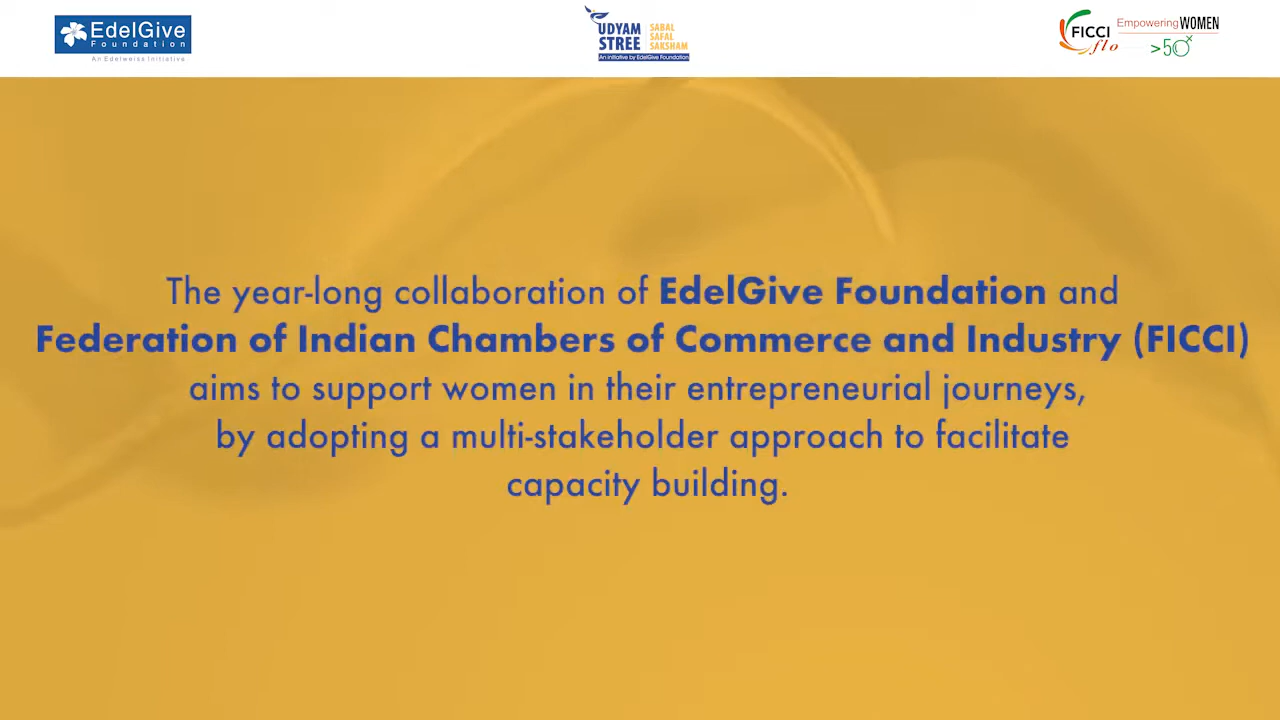 EdelGive
Foundation
An Edelweiss Initiative
UDYAM
STREE
SABAL
SAFAL
SAKSHAM
An initiative by EdelGive Foundation
FICCI
flo
Empowering WOMEN
>50
The year-long collaboration of EdelGive Foundation and
Federation of Indian Chambers of Commerce and Industry (FICCI)
aims to support women in their entrepreneurial journeys,
by adopting a multi-stakeholder approach to facilitate
capacity building.